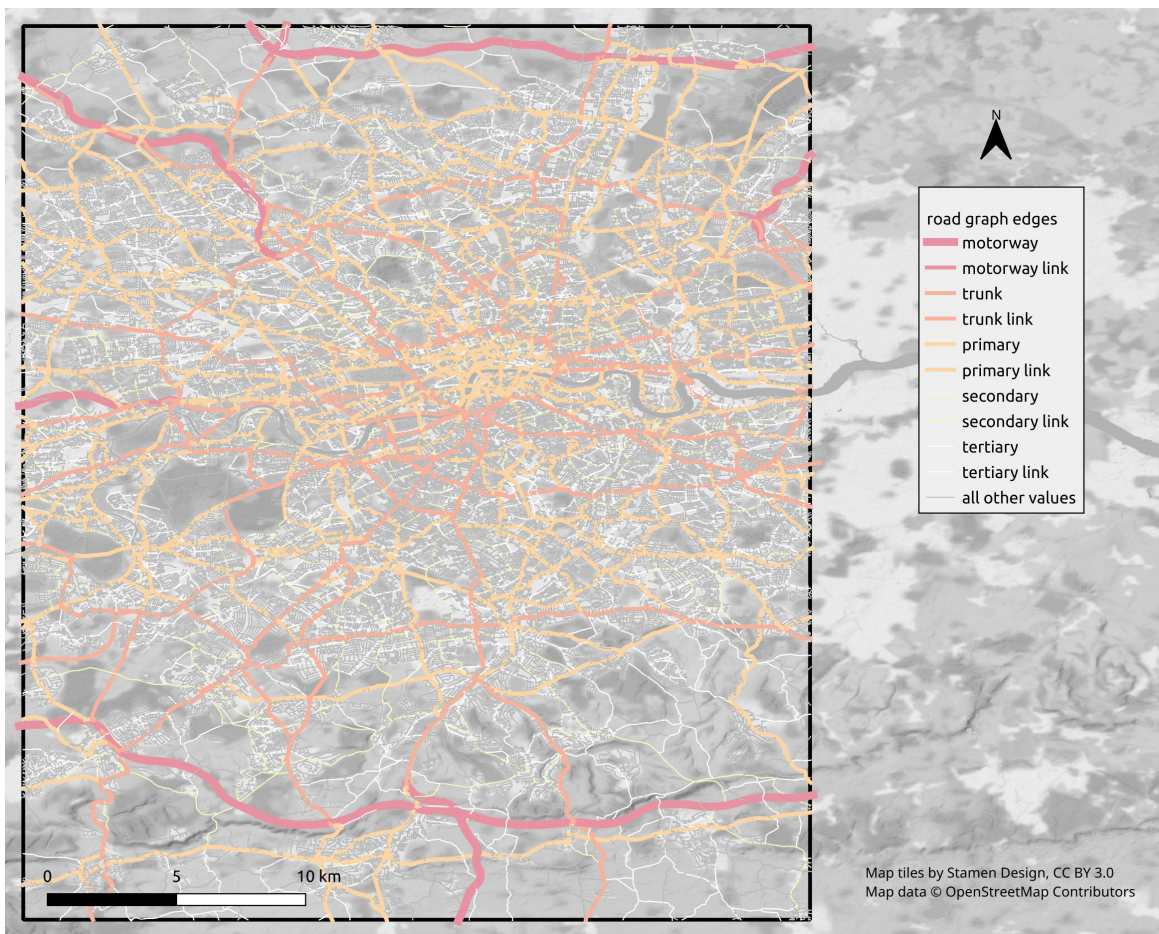 N
road graph edges
motorway
motorway link
trunk
trunk link
primary
primary link
secondary
secondary link
tertiary
tertiary link
all other values
0 5 10 km
Map tiles by Stamen Design, CC BY 3.0
Map data © OpenStreetMap Contributors